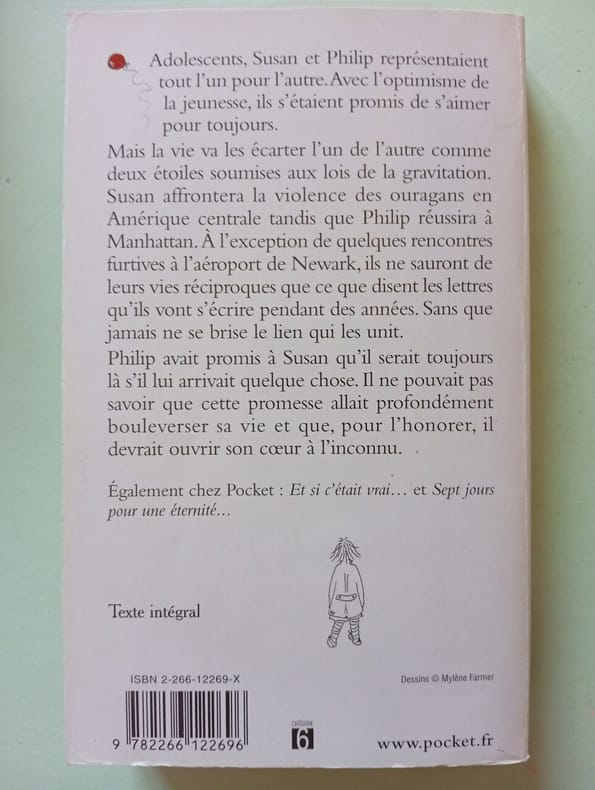 Adolescents, Susan et Philip représentaient
tout l'un pour l'autre. Avec l'optimisme de
la jeunesse, ils s'étaient promis de s'aimer
pour toujours.
Mais la vie va les écarter l'un de l'autre comme
deux étoiles soumises aux lois de la gravitation.
Susan affrontera la violence des ouragans en
Amérique centrale tandis que Philip réussira à
Manhattan. À l'exception de quelques rencontres
furtives à l'aéroport de Newark, ils ne sauront de
leurs vies réciproques que ce que disent les lettres
qu'ils vont s'écrire pendant des années. Sans que
jamais ne se brise le lien qui les unit.
Philip avait promis à Susan qu'il serait toujours
là s'il lui arrivait quelque chose. Il ne pouvait pas
savoir que cette promesse allait profondément
bouleverser sa vie et que, pour l'honorer, il
devrait ouvrir son cœur à l'inconnu.
Également chez Pocket : Et si c'était vrai… et Sept jours
pour une éternité…
Texte intégral
ISBN 2-266-12269-X
Dessins © Mylène Farmer
9 782266 122696
CATÉGORIE
6
www.pocket.fr